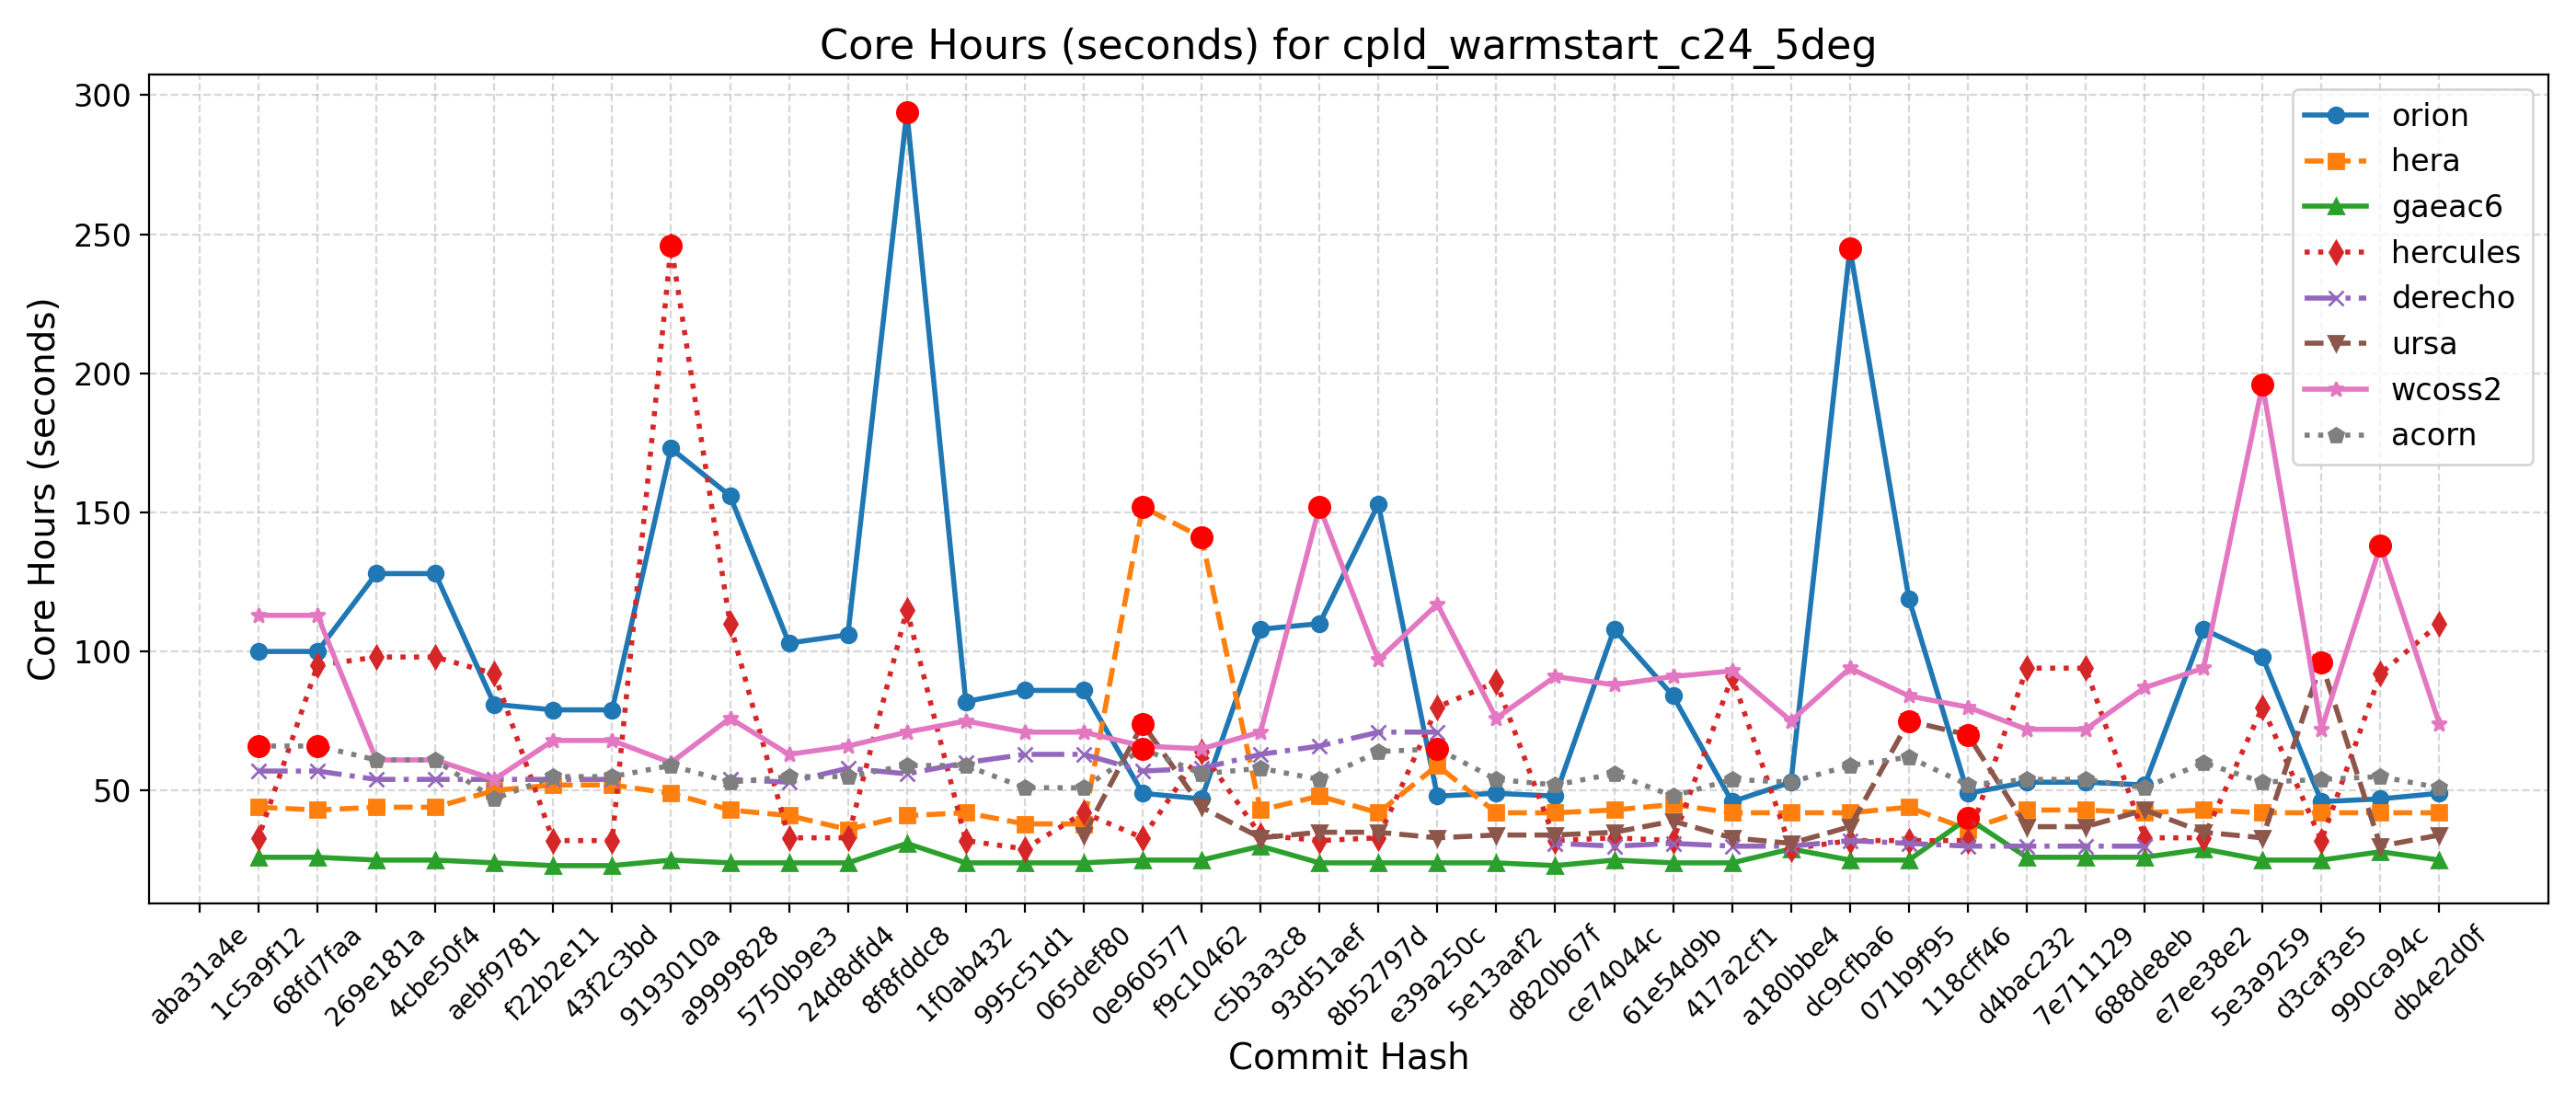 Core Hours (seconds) for cpld_warmstart_c24_5deg
Core Hours (seconds)
300
250
200
150
100
50
orion
hera
gaeac6
hercules
derecho
ursa
wcoss2
acorn
aba31a4e
1c5a9f12
68fd7faa
269e181a
4cbe50f4
aebf9781
f22b2e11
43f2c3bd
9193010a
a9999828
5750b9e3
24d8dfd4
8f8fddc8
1f0ab432
995c51d1
065def80
0e960577
f9c10462
c5b3a3c8
93d51aef
8b52797d
e39a250c
5e13aaf2
d820b67f
ce74044c
61e54d9b
417a2cf1
a180bbe4
dc9cfba6
071b9f95
118cff46
d4bac232
7e711129
688de8eb
e7ee38e2
5e3a9259
d3caf3e5
990ca94c
db4e2d0f
Commit Hash